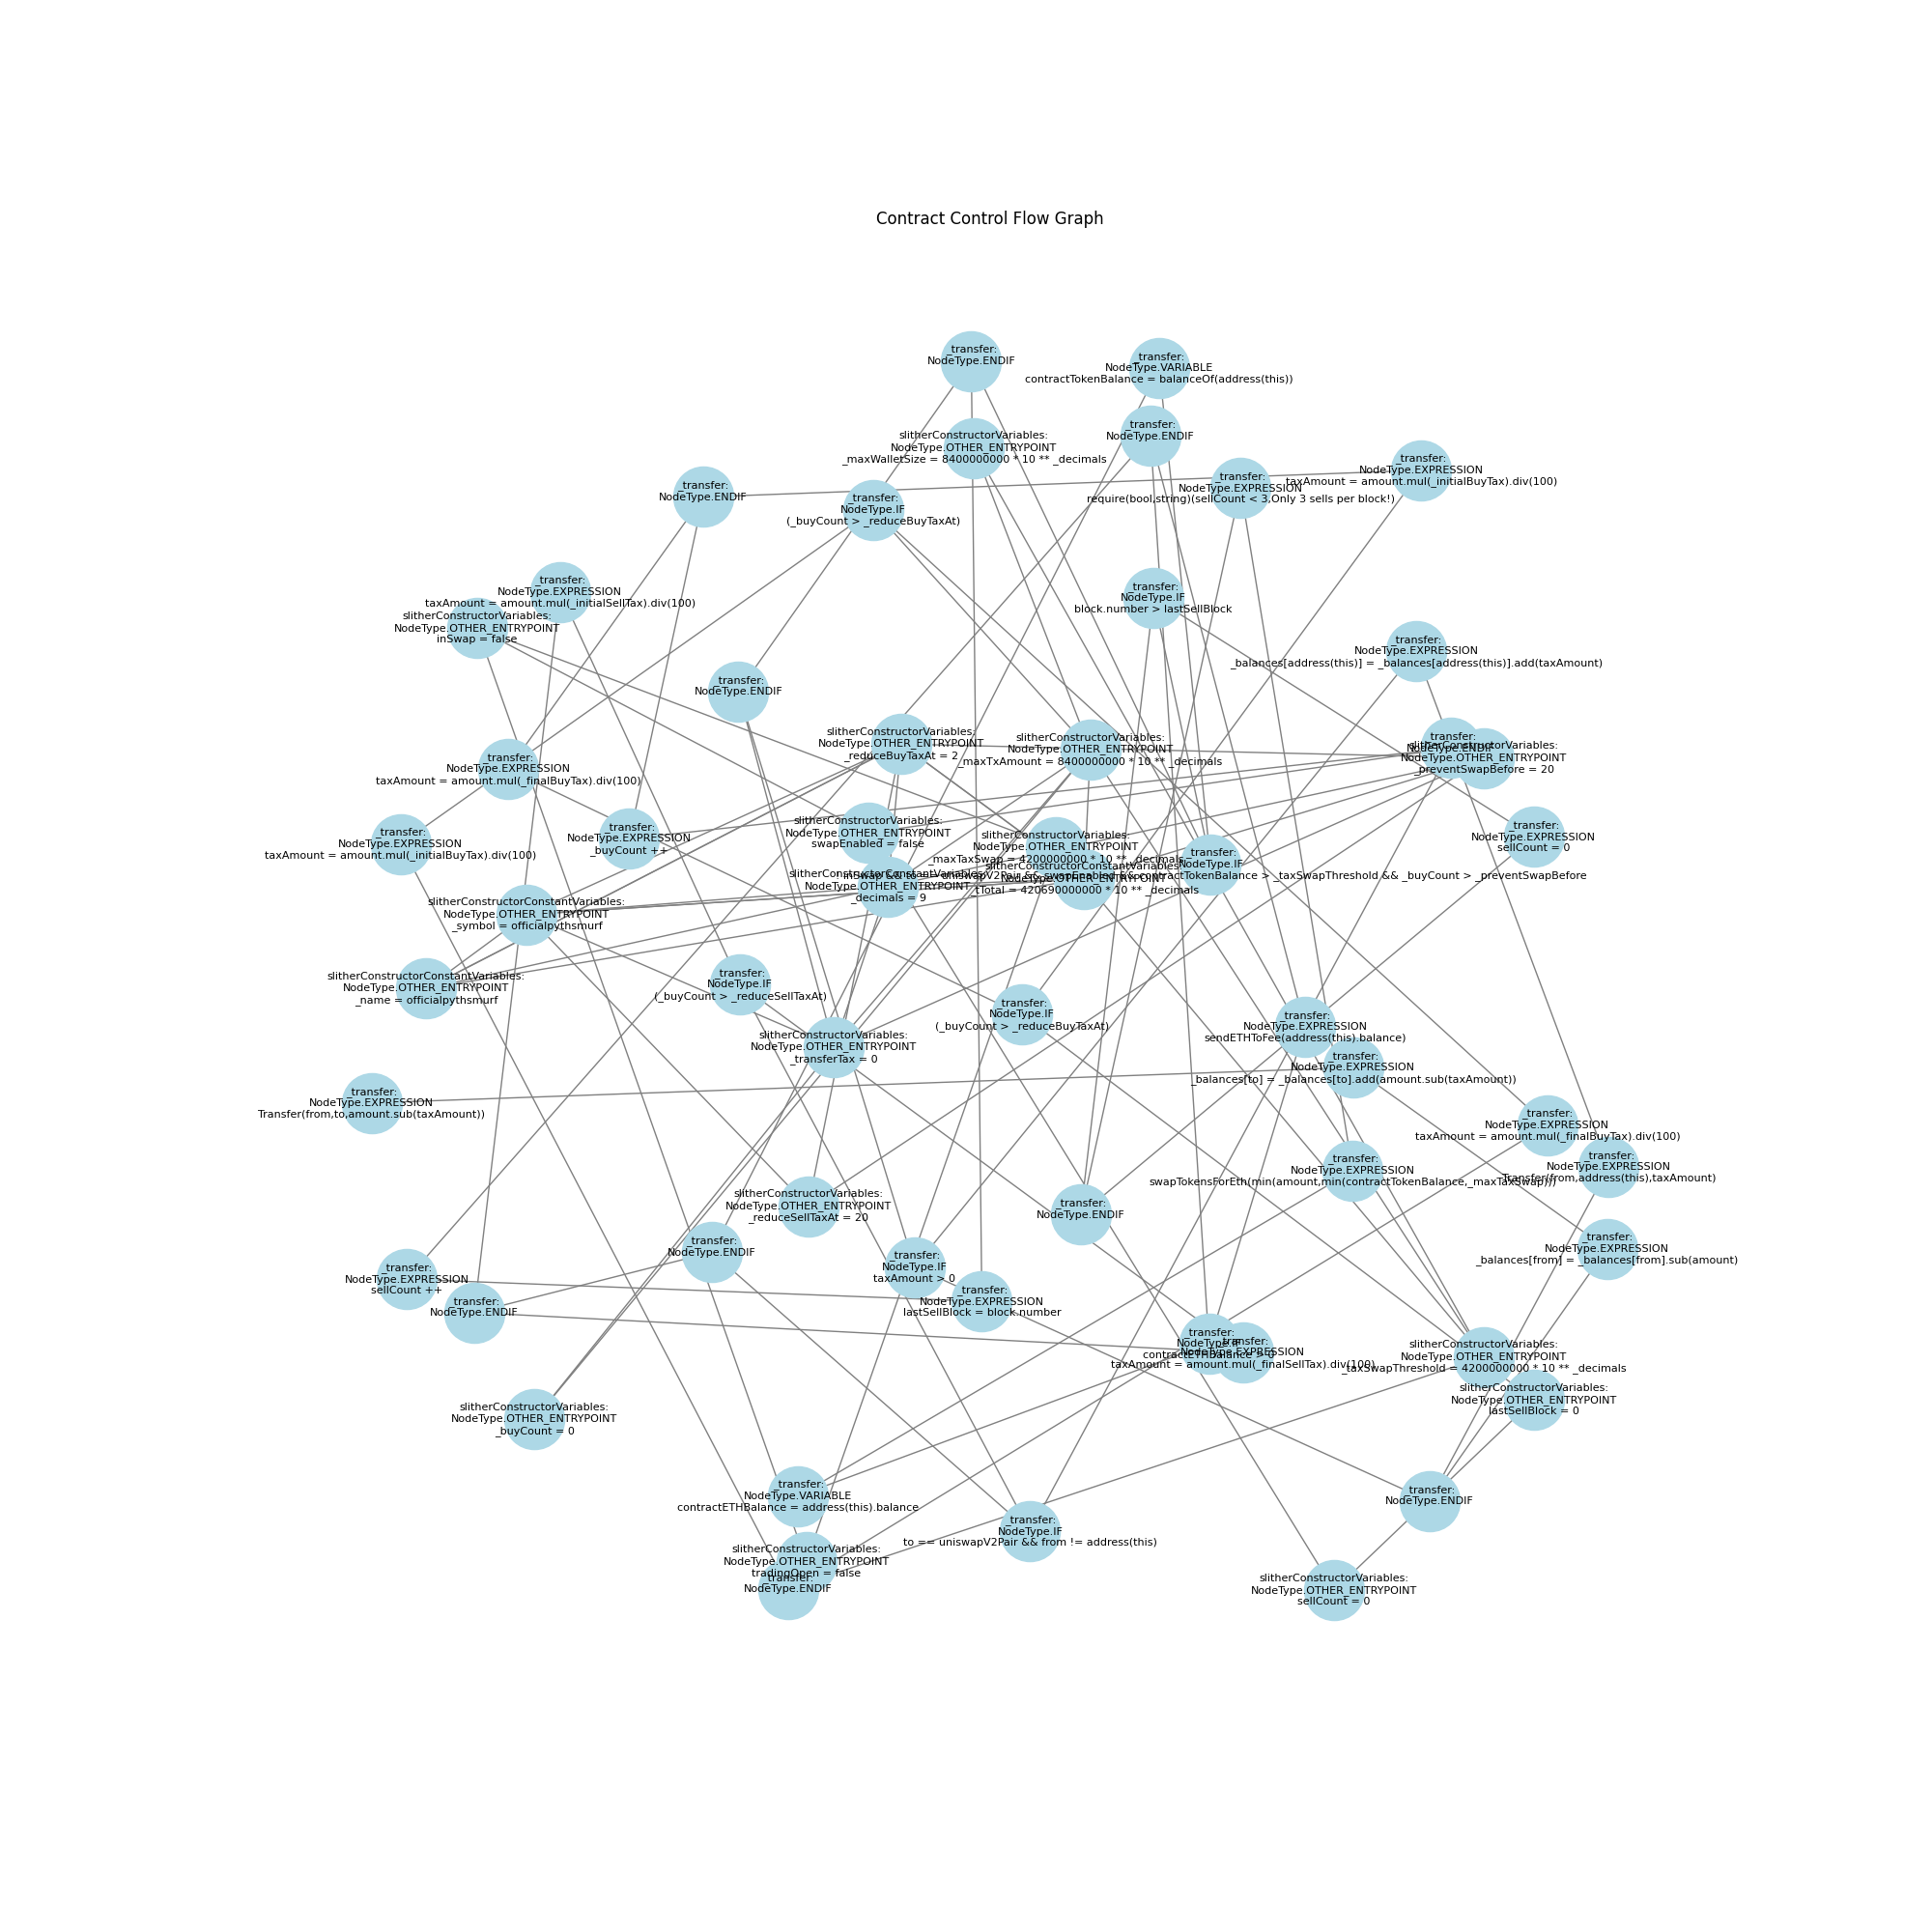 Contract Control Flow Graph
_transfer:
NodeType.ENDIF
_transfer:
NodeType.VARIABLE
contractTokenBalance = balanceOf(address(this))
_transfer:
NodeType.ENDIF
slitherConstructorVariables:
NodeType.OTHER_ENTRYPOINT
_maxWalletSize = 8400000000 * 10 ** _decimals
_transfer:
NodeType.EXPRESSION
taxAmount = amount.mul(_initialBuyTax).div(100)
_transfer:
NodeType.EXPRESSION
require(bool,string)(sellCount < 3,Only 3 sells per block!)
_transfer:
NodeType.ENDIF
_transfer:
NodeType.IF
(_buyCount > _reduceBuyTaxAt)
_transfer:
NodeType.EXPRESSION
taxAmount = amount.mul(_initialSellTax).div(100)
_transfer:
NodeType.IF
block.number > lastSellBlock
slitherConstructorVariables:
NodeType.OTHER_ENTRYPOINT
inSwap = false
_transfer:
NodeType.EXPRESSION
_balances[address(this)] = _balances[address(this)].add(taxAmount)
_transfer:
NodeType.ENDIF
slitherConstructorVariables:
NodeType.OTHER_ENTRYPOINT
_reduceBuyTaxAt = 2
slitherConstructorVariables:
NodeType.OTHER_ENTRYPOINT
_maxTxAmount = 8400000000 * 10 ** _decimals
_transfer:
NodeType.ENDIF
slitherConstructorVariables:
NodeType.OTHER_ENTRYPOINT
_preventSwapBefore = 20
_transfer:
NodeType.EXPRESSION
taxAmount = amount.mul(_finalBuyTax).div(100)
_transfer:
NodeType.EXPRESSION
taxAmount = amount.mul(_initialBuyTax).div(100)
_transfer:
NodeType.EXPRESSION
_buyCount ++
slitherConstructorVariables:
NodeType.OTHER_ENTRYPOINT
swapEnabled = false
slitherConstructorVariables:
NodeType.OTHER_ENTRYPOINT
_maxTaxSwap = 4200000000 * 10 ** _decimals
_transfer:
NodeType.EXPRESSION
sellCount = 0
_transfer:
NodeType.IF
inSwap && to == uniswapV2Pair && swapEnabled && contractTokenBalance > _taxSwapThreshold && _buyCount > _preventSwapBefore
slitherConstructorConstantVariables:
NodeType.OTHER_ENTRYPOINT
_decimals = 9
slitherConstructorConstantVariables:
NodeType.OTHER_ENTRYPOINT
_tTotal = 420690000000 * 10 ** _decimals
slitherConstructorConstantVariables:
NodeType.OTHER_ENTRYPOINT
_symbol = officialpythsmurf
slitherConstructorConstantVariables:
NodeType.OTHER_ENTRYPOINT
_name = officialpythsmurf
_transfer:
NodeType.IF
(_buyCount > _reduceSellTaxAt)
_transfer:
NodeType.IF
(_buyCount > _reduceBuyTaxAt)
_transfer:
NodeType.EXPRESSION
sendETHToFee(address(this).balance)
slitherConstructorVariables:
NodeType.OTHER_ENTRYPOINT
_transferTax = 0
_transfer:
NodeType.EXPRESSION
_balances[to] = _balances[to].add(amount.sub(taxAmount))
_transfer:
NodeType.EXPRESSION
Transfer(from,to,amount.sub(taxAmount))
_transfer:
NodeType.EXPRESSION
taxAmount = amount.mul(_finalBuyTax).div(100)
_transfer:
NodeType.EXPRESSION
Transfer(from,address(this),taxAmount)
_transfer:
NodeType.EXPRESSION
swapTokensForEth(min(amount,min(contractTokenBalance,_maxTaxSwap)))
slitherConstructorVariables:
NodeType.OTHER_ENTRYPOINT
_reduceSellTaxAt = 20
_transfer:
NodeType.ENDIF
_transfer:
NodeType.ENDIF
_transfer:
NodeType.EXPRESSION
_balances[from] = _balances[from].sub(amount)
_transfer:
NodeType.IF
taxAmount > 0
_transfer:
NodeType.EXPRESSION
sellCount ++
_transfer:
NodeType.EXPRESSION
lastSellBlock = block.number
_transfer:
NodeType.ENDIF
_transfer:
NodeType.IF
contractETHBalance > 0
_transfer:
NodeType.EXPRESSION
taxAmount = amount.mul(_finalSellTax).div(100)
slitherConstructorVariables:
NodeType.OTHER_ENTRYPOINT
_taxSwapThreshold = 4200000000 * 10 ** _decimals
slitherConstructorVariables:
NodeType.OTHER_ENTRYPOINT
lastSellBlock = 0
slitherConstructorVariables:
NodeType.OTHER_ENTRYPOINT
_buyCount = 0
_transfer:
NodeType.VARIABLE
contractETHBalance = address(this).balance
_transfer:
NodeType.ENDIF
_transfer:
NodeType.IF
to == uniswapV2Pair && from != address(this)
slitherConstructorVariables:
NodeType.OTHER_ENTRYPOINT
tradingOpen = false
_transfer:
NodeType.ENDIF
slitherConstructorVariables:
NodeType.OTHER_ENTRYPOINT
sellCount = 0